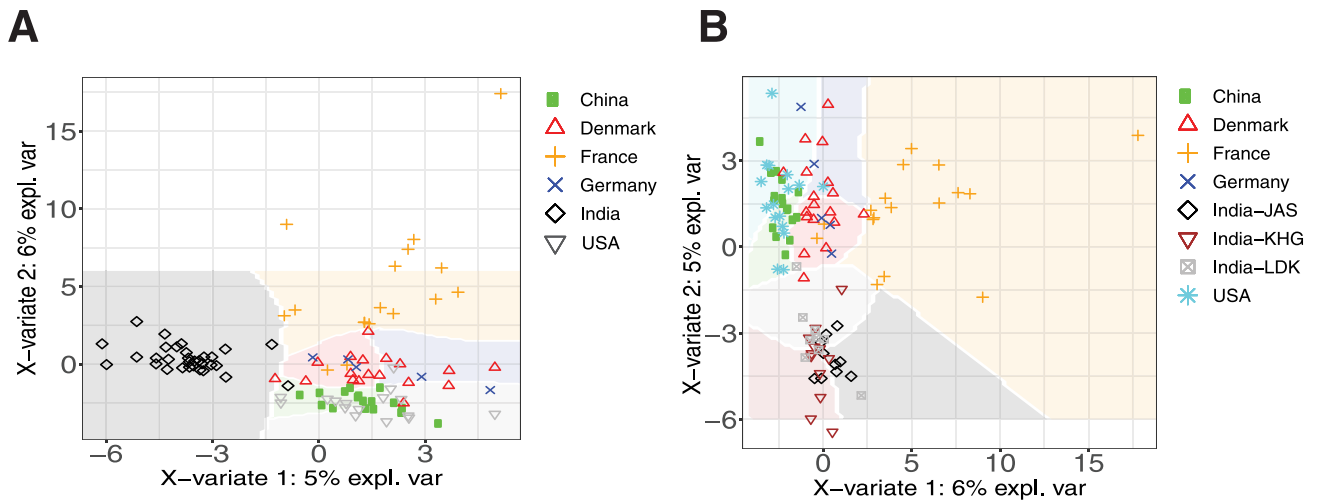 A
X−variate 2: 6% expl. var
15
10
5
0
−6
−3
0
3
X−variate 1: 5% expl. var
China
Denmark
France
Germany
India
USA
B
X−variate 2: 5% expl. var
3
0
−3
−6
0
5
10
15
X−variate 1: 6% expl. var
China
Denmark
France
Germany
India−JAS
India−KHG
India−LDK
USA